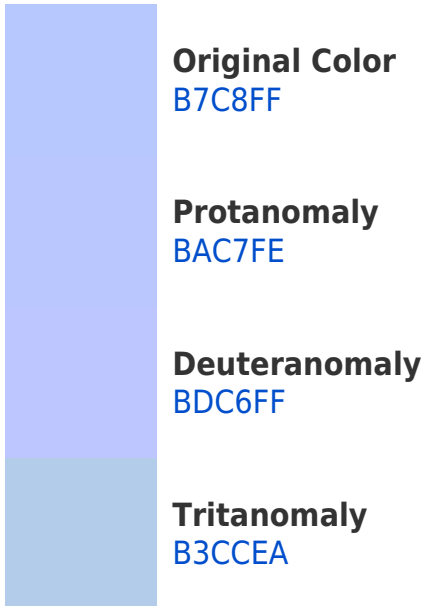 Original Color
B7C8FF
Protanomaly
BAC7FE
Deuteranomaly
BDC6FF
Tritanomaly
B3CCEA